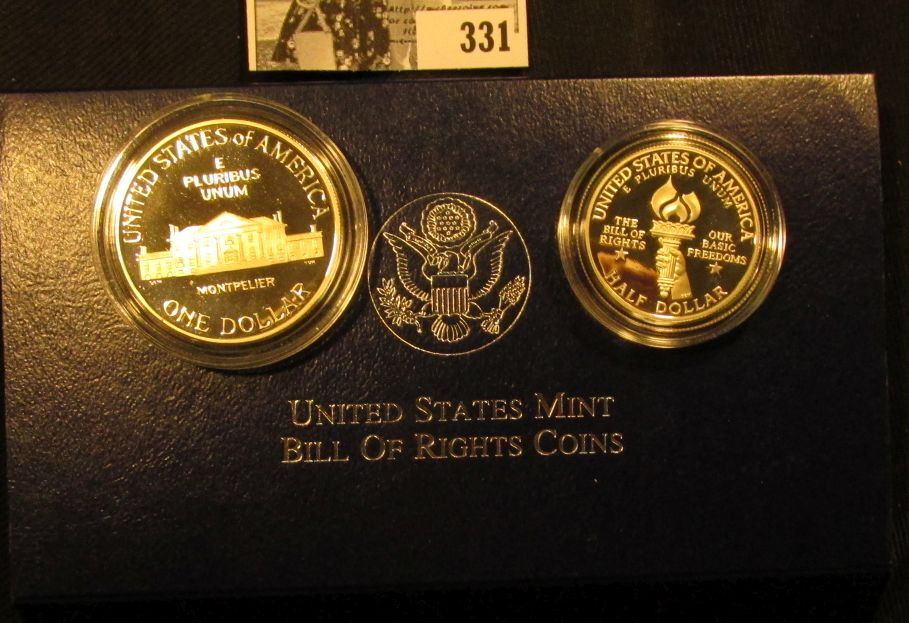 331
UNITED STATES of AMERICA
E
PLURIBUS
UNUM
MONTPELIER
ONE DOLLAR
UNITED STATES OF AMERICA
E PLURIBUS UNUM
THE
BILL OF
RIGHTS
OUR
BASIC
FREEDOMS
HALF DOLLAR
UNITED STATES MINT
BILL OF RIGHTS COINS